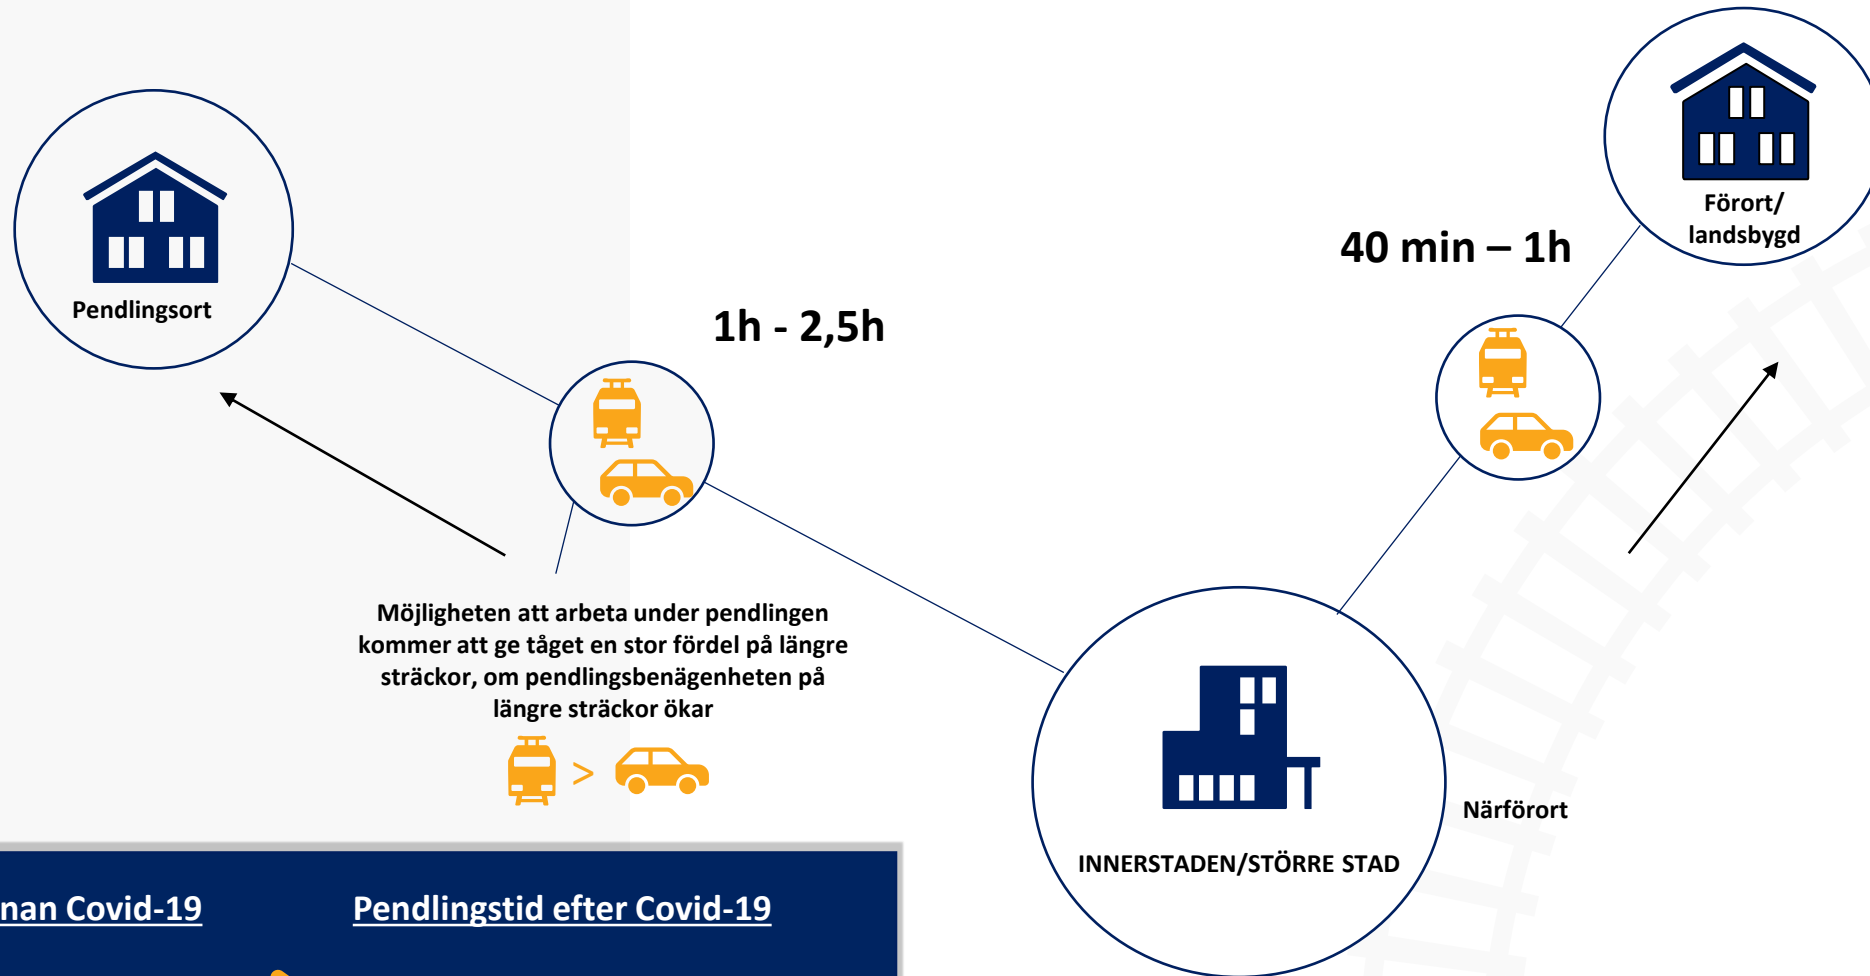 Förort/
landsbygd
40 min – 1h
Pendlingsort
1h - 2,5h
Möjligheten att arbeta under pendlingen
kommer att ge tåget en stor fördel på längre
sträckor, om pendlingsbenägenheten på
längre sträckor ökar
>
Närförort
INNERSTADEN/STÖRRE STAD
nan Covid-19
Pendlingstid efter Covid-19